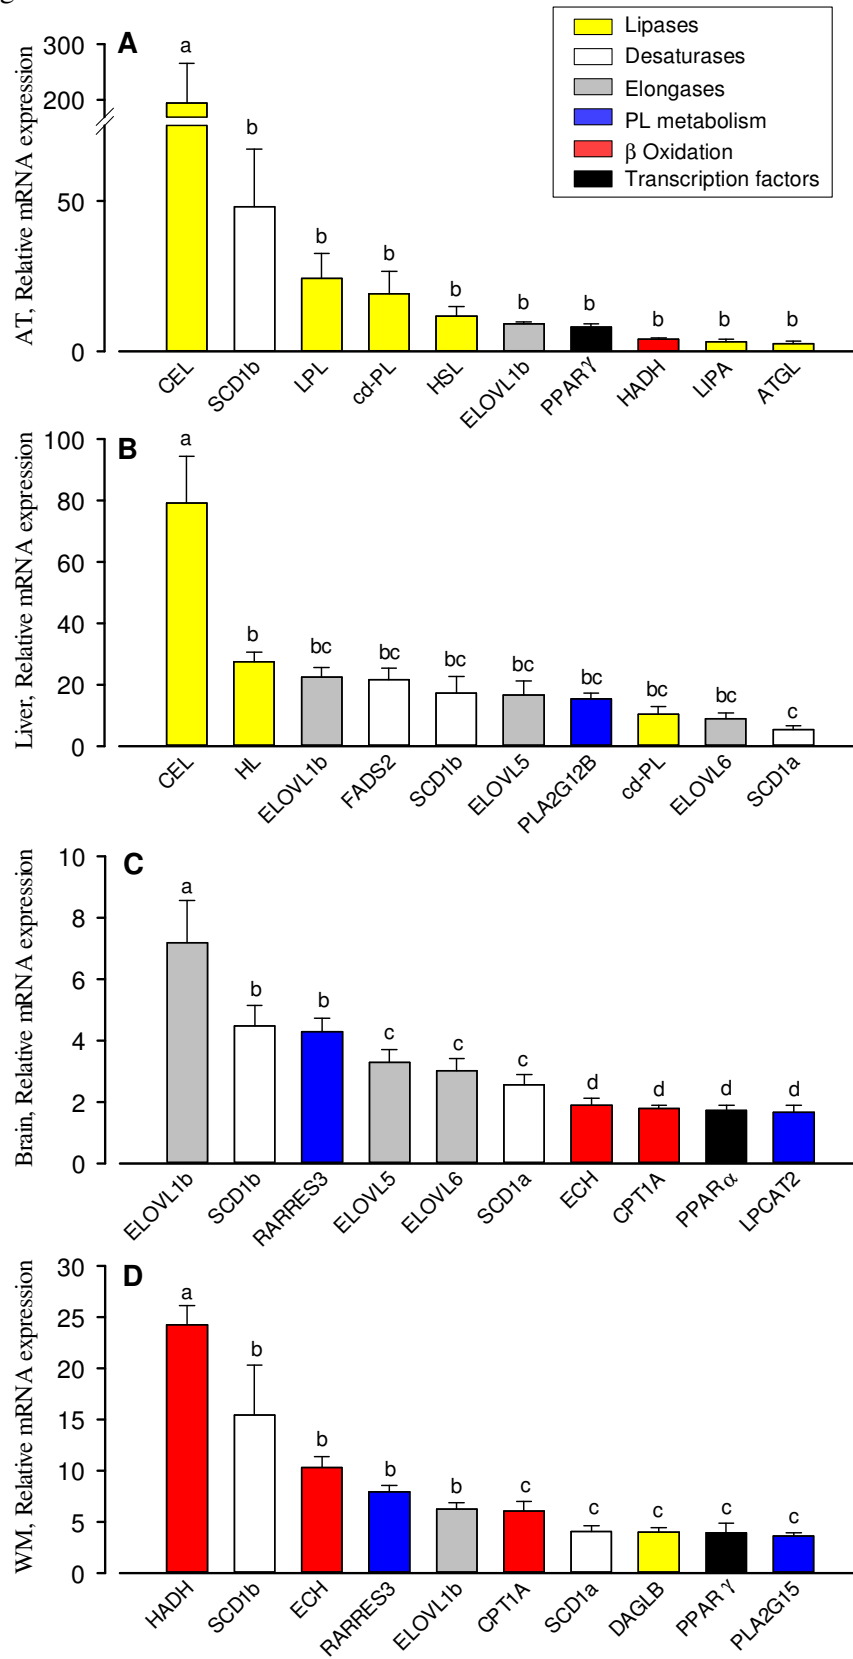 Lipases
Desaturases
Elongases
PL metabolism
β Oxidation
Transcription factors
A
AT, Relative mRNA expression
300
200
50
0
a
b
b
b
b
b
b
b
b
b
CEL
SCD1b
LPL
cd-PL
HSL
ELOVL1b
PPARγ
HADH
LIPA
ATGL
B
Liver, Relative mRNA expression
100
80
60
40
20
0
a
b
bc
bc
bc
bc
bc
bc
bc
c
CEL
HL
ELOVL1b
FADS2
SCD1b
ELOVL5
PLA2G12B
cd-PL
ELOVL6
SCD1a
C
Brain, Relative mRNA expression
10
8
6
4
2
0
a
b
b
c
c
c
d
d
d
d
ELOVL1b
SCD1b
RARRES3
ELOVL5
ELOVL6
SCD1a
ECH
CPT1A
PPARα
LPCAT2
D
WM, Relative mRNA expression
30
25
20
15
10
5
0
a
b
b
b
b
c
c
c
c
c
HADH
SCD1b
ECH
RARRES3
ELOVL1b
CPT1A
SCD1a
DAGLB
PPARγ
PLA2G15